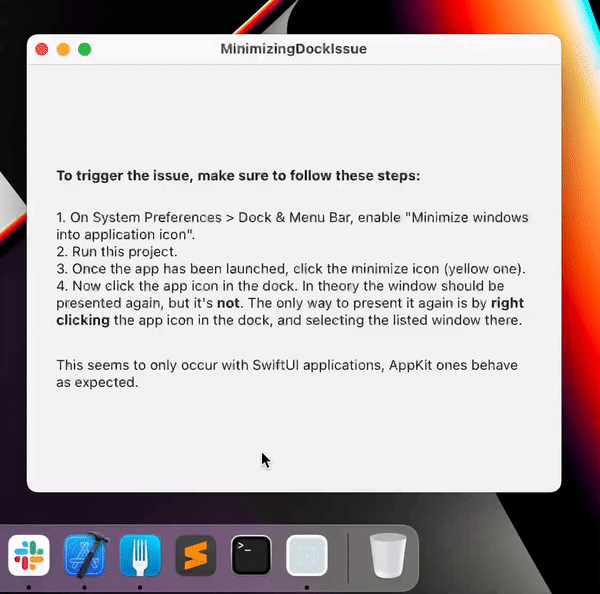 MinimizingDockIssue
To trigger the issue, make sure to follow these steps:
1. On System Preferences > Dock & Menu Bar, enable "Minimize windows
into application icon".
2. Run this project.
3. Once the app has been launched, click the minimize icon (yellow one).
4. Now click the app icon in the dock. In theory the window should be
presented again, but it's not. The only way to present it again is by right
clicking the app icon in the dock, and selecting the listed window there.
This seems to only occur with SwiftUI applications, AppKit ones behave
as expected.
>_